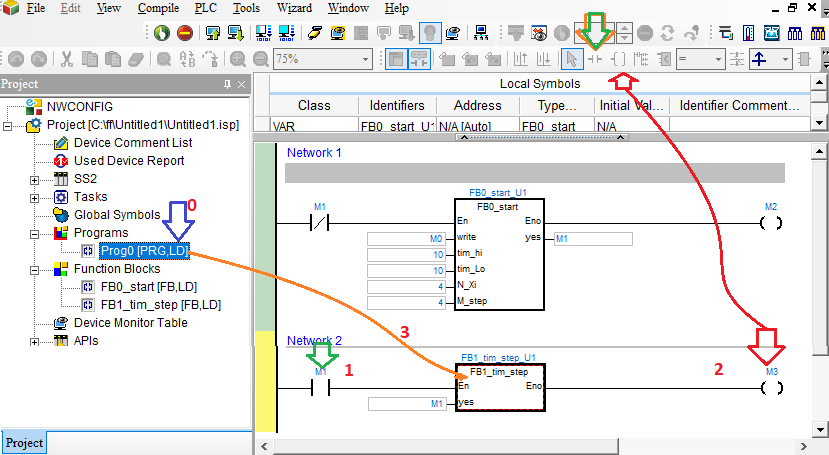 File Edit View Compile PLC Tools Wizard Window Help
75%
Project
NWCONFIG
Project [C:\ff\Untitled1\Untitled1.isp]
Device Comment List
Used Device Report
SS2
Tasks
Global Symbols
0
Programs
Prog0 [PRG,LD]
Function Blocks
FB0_start [FB,LD]
FB1_tim_step [FB,LD]
Device Monitor Table
APIs
Project
Local Symbols
Class Identifiers Address Type... Initial Val... Identifier Comment...
VAR FB0_start_U1 N/A [Auto] FB0_start N/A
Network 1
FB0_start_U1
M1 FB0_start M2
En Eno
M0 write yes M1
10 tim_hi
10 tim_Lo
4 N_Xi
4 M_step
3
Network 2
FB1_tim_step_U1
M1 1 FB1_tim_step 2 M3
En Eno
M1 yes